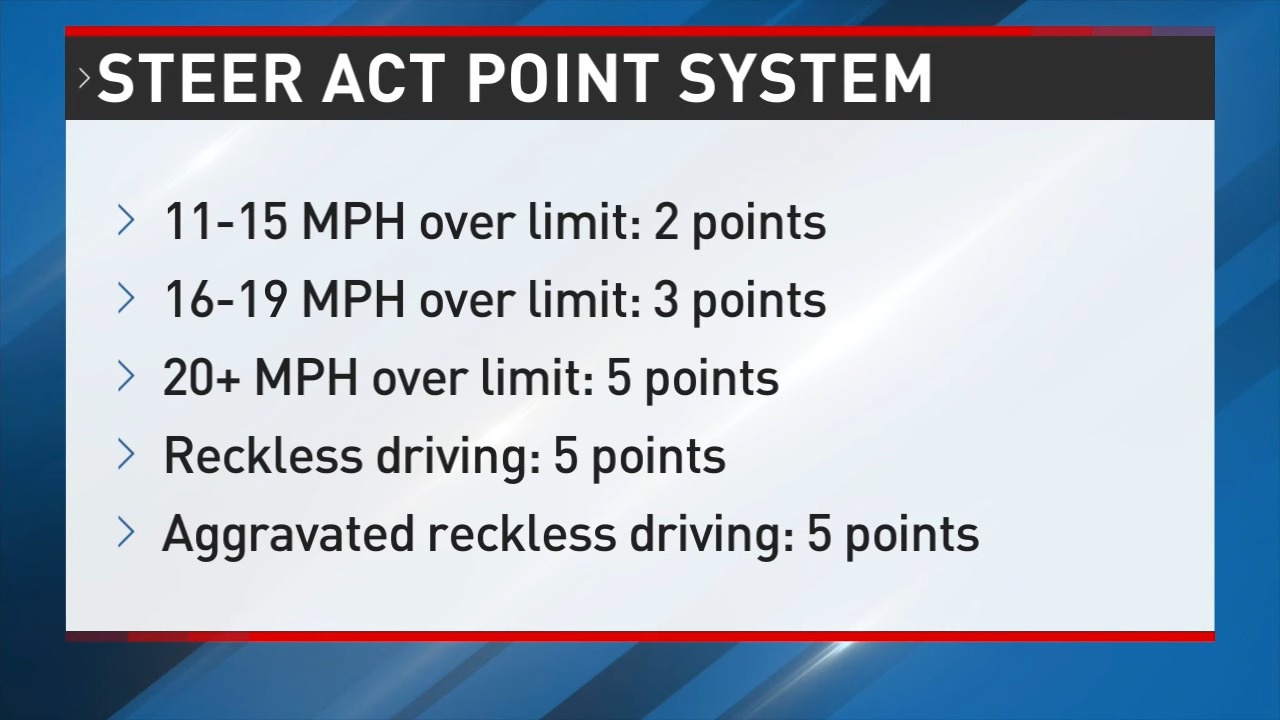 STEER ACT POINT SYSTEM
11-15 MPH over limit: 2 points
16-19 MPH over limit: 3 points
20+ MPH over limit: 5 points
Reckless driving: 5 points
Aggravated reckless driving: 5 points